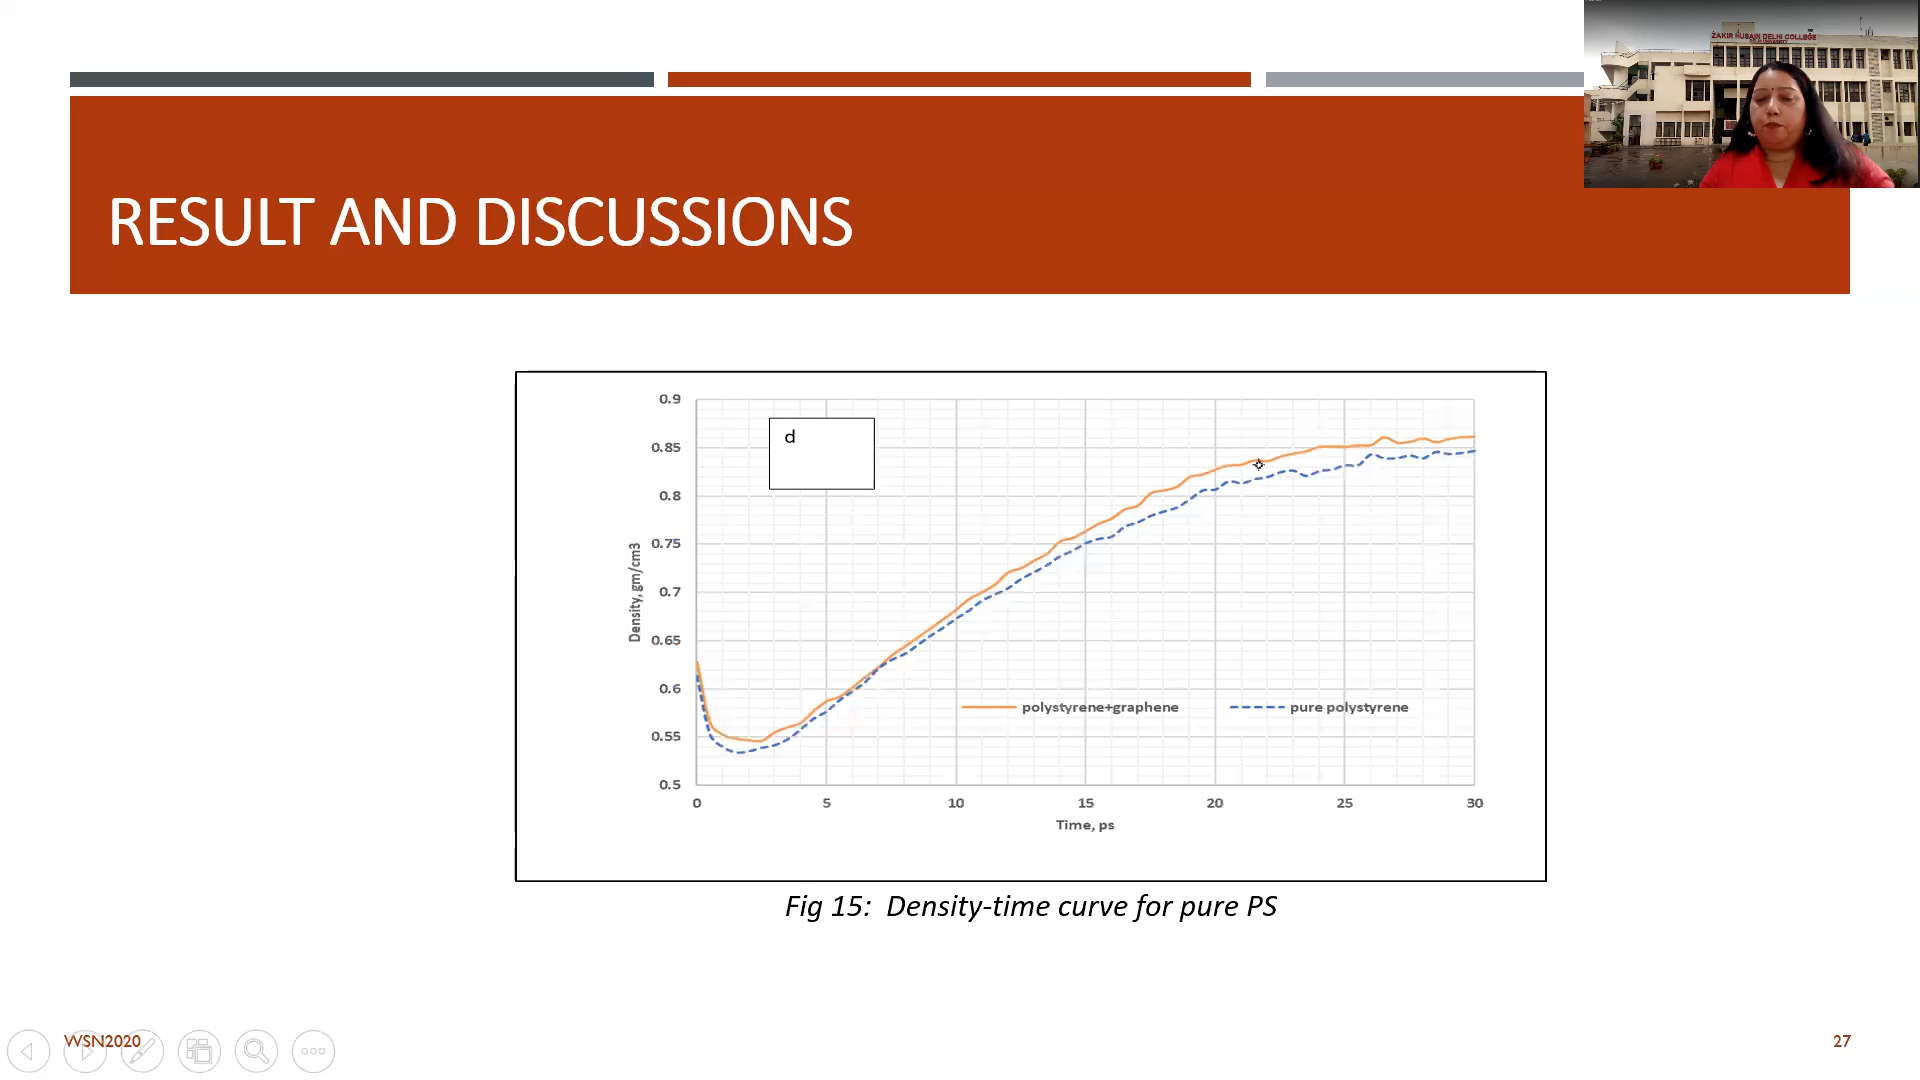 ZAKIR HUSAIN DELHI COLLEGE
RESULT AND DISCUSSIONS
d
0.9
0.85
0.8
0.75
0.7
0.65
0.6
0.55
0.5
Density, gm/cm3
polystyrene+graphene
pure polystyrene
0 5 10 15 20 25 30
Time, ps
Fig 15: Density-time curve for pure PS
WSN2020
27